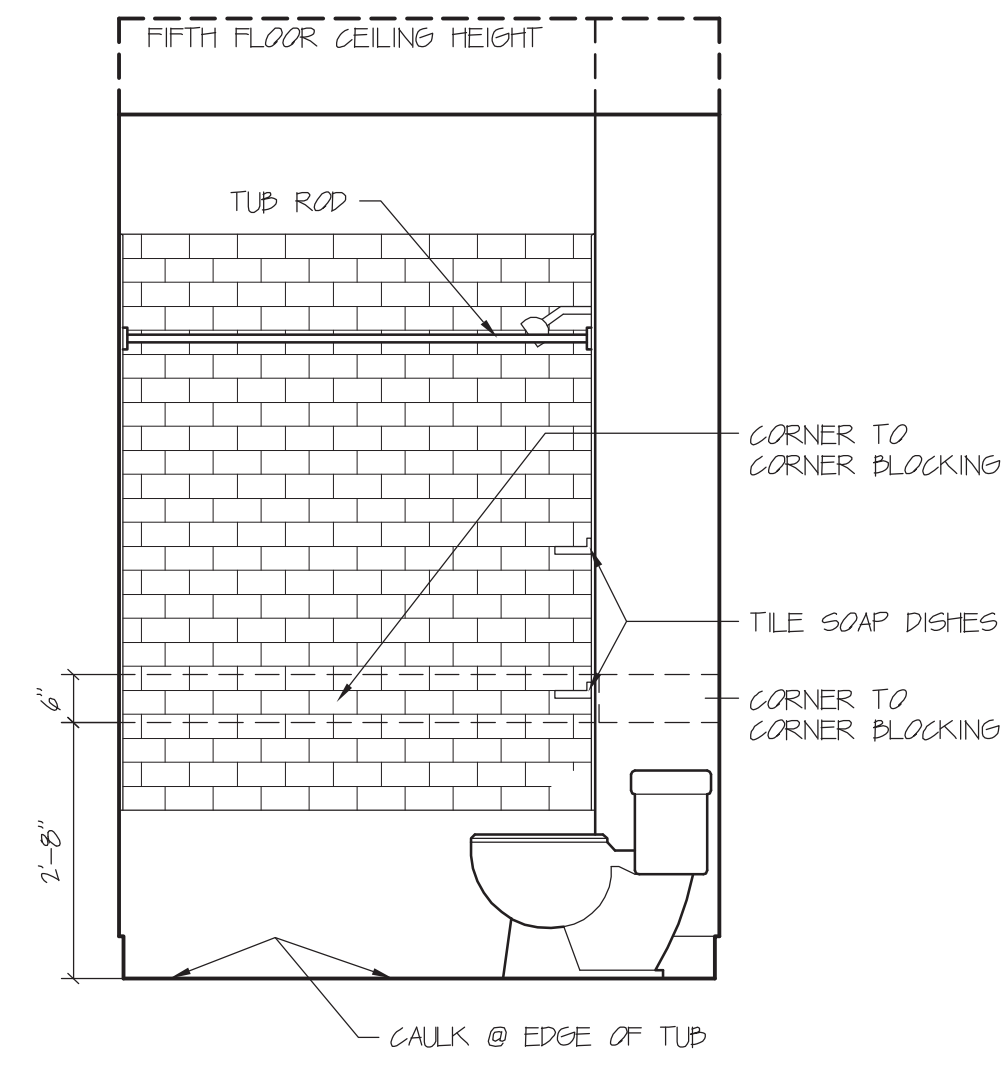 FIFTH FLOOR CEILING HEIGHT
TUB ROD
CORNER TO
CORNER BLOCKING
TILE SOAP DISHES
6"
CORNER TO
CORNER BLOCKING
2'-8"
CAULK @ EDGE OF TUB